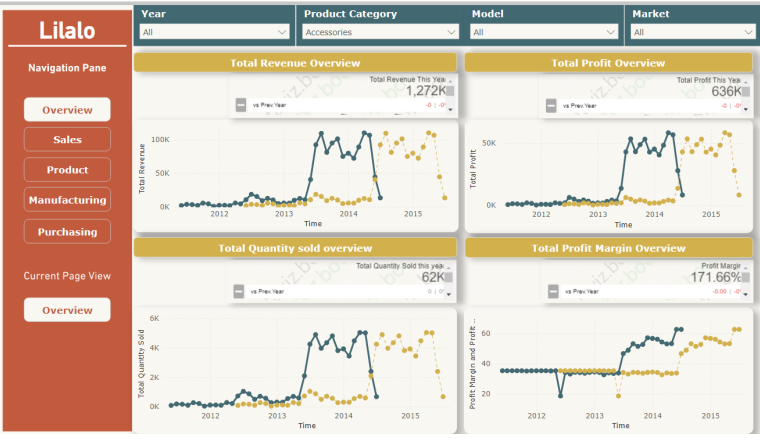 Lilalo
Navigation Pane
Overview
Sales
Product
Manufacturing
Purchasing
Current Page View
Overview
Year
All
Product Category
Accessories
Model
All
Market
All
Total Revenue Overview
Total Revenue This Year
1,272K
vs Prev.Year
-0 | -0
Total Revenue
100K
50K
0K
2012
2013
2014
2015
Time
Total Profit Overview
Total Profit This Year
636K
vs Prev.Year
-0 | -0
Total Profit
50K
0K
2012
2013
2014
2015
Time
Total Quantity sold overview
Total Quantity Sold this year
62K
vs Prev.Year
0 | 0
Total Quantity Sold
6K
4K
2K
0K
2012
2013
2014
2015
Time
Total Profit Margin Overview
Profit Margin
171.66%
vs Prev.Year
-0.00 | -0
Profit Margin and Profit ...
60
40
20
2012
2013
2014
2015
Time